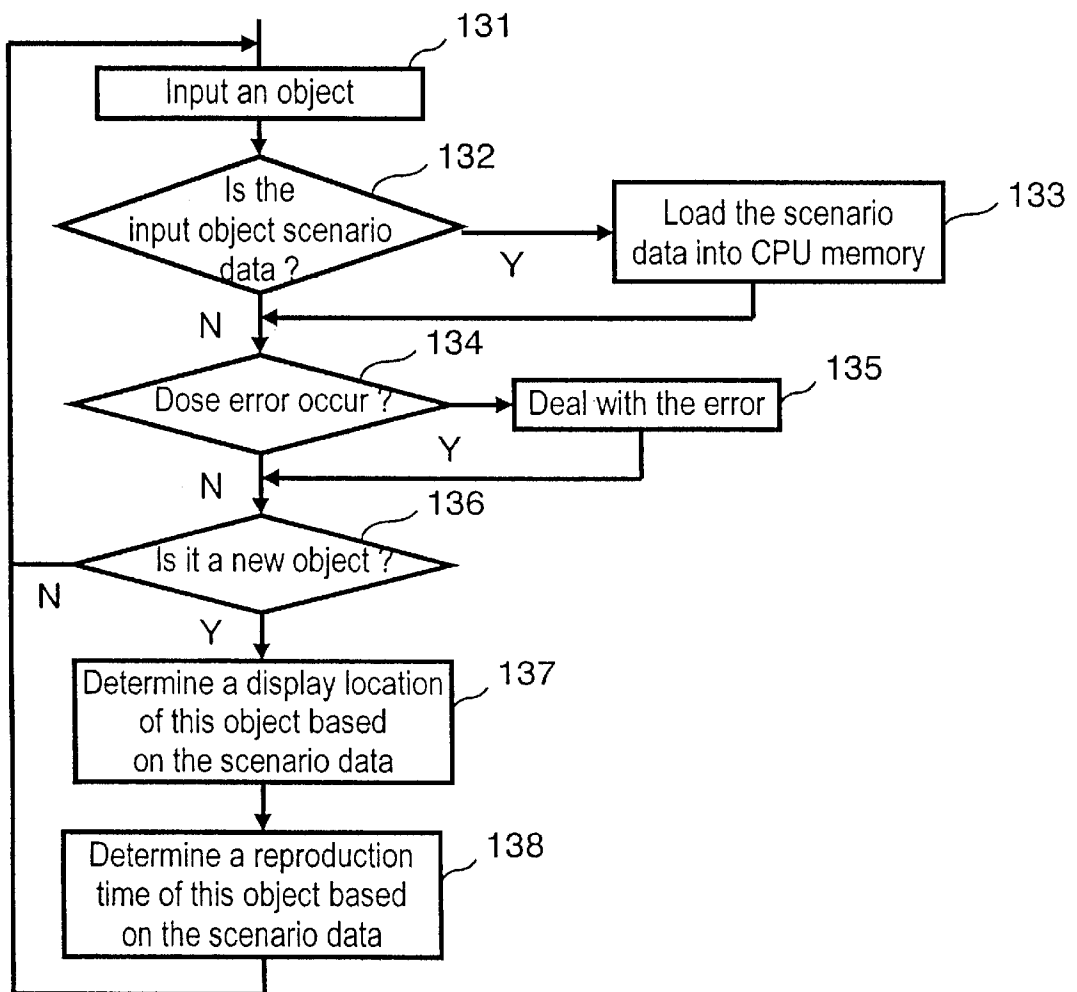 131
Input an object
132
Is the
input object scenario
data ?
Y
133
Load the scenario
data into CPU memory
N
134
Dose error occur ?
Y
135
Deal with the error
N
136
Is it a new object ?
N
Y
137
Determine a display location
of this object based
on the scenario data
138
Determine a reproduction
time of this object based
on the scenario data